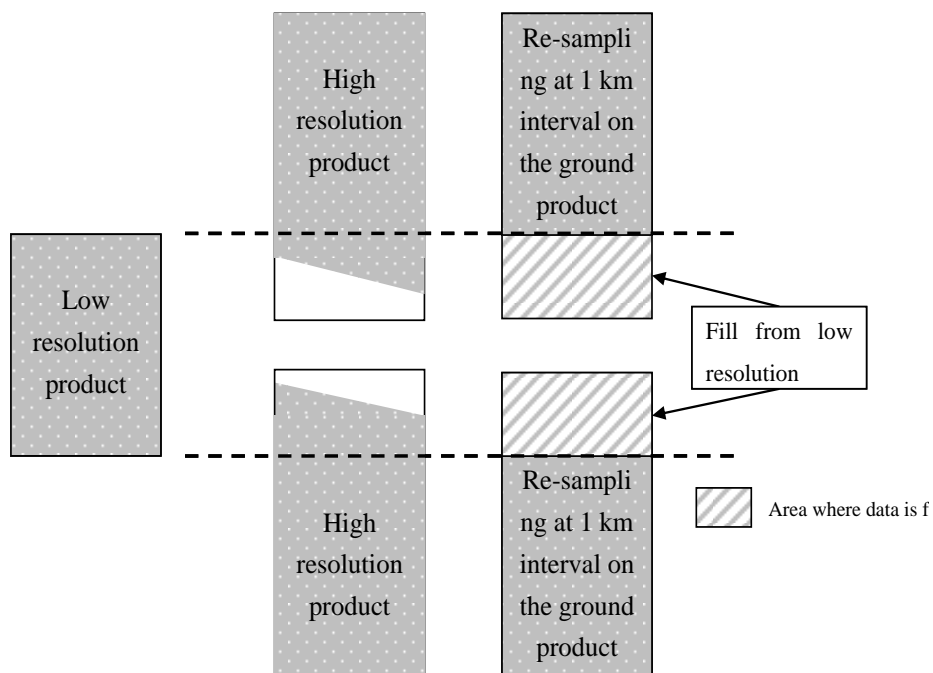 High
resolution
product
Re-sampli
ng at 1 km
interval on
the ground
product
Low
resolution
product
Fill from low
resolution
High
resolution
product
Re-sampli
ng at 1 km
interval on
the ground
product
Area where data is f